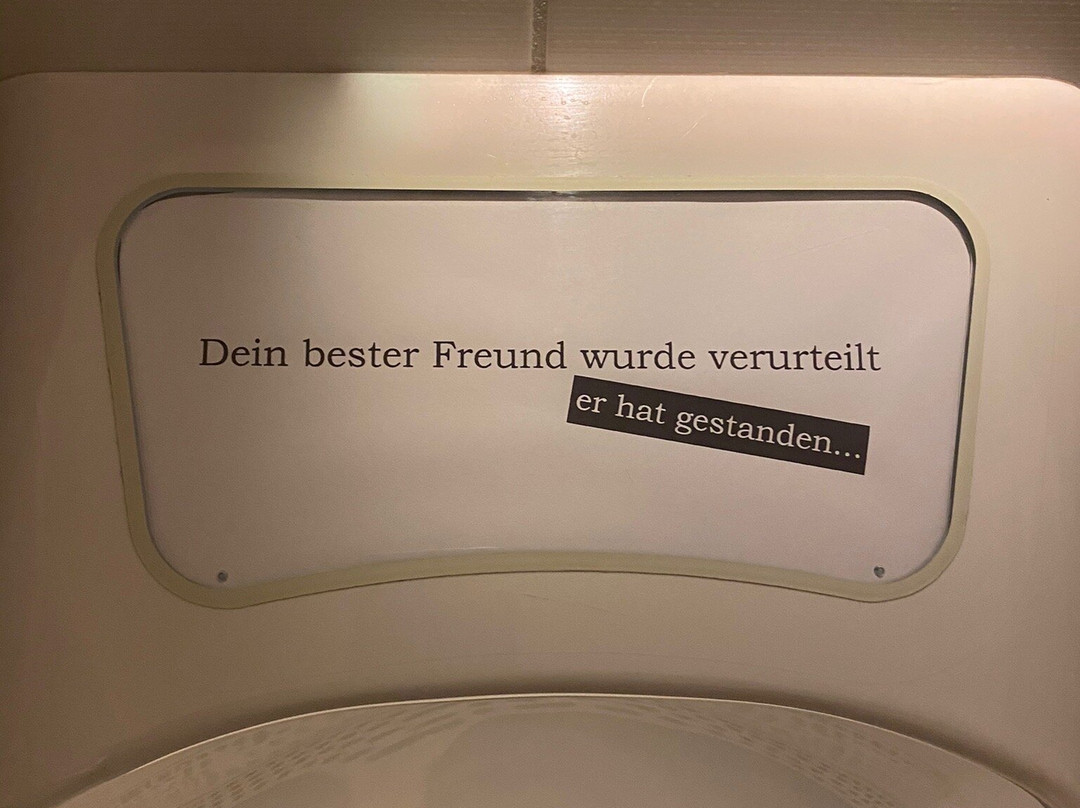 Dein bester Freund wurde verurteilt
er hat gestanden...